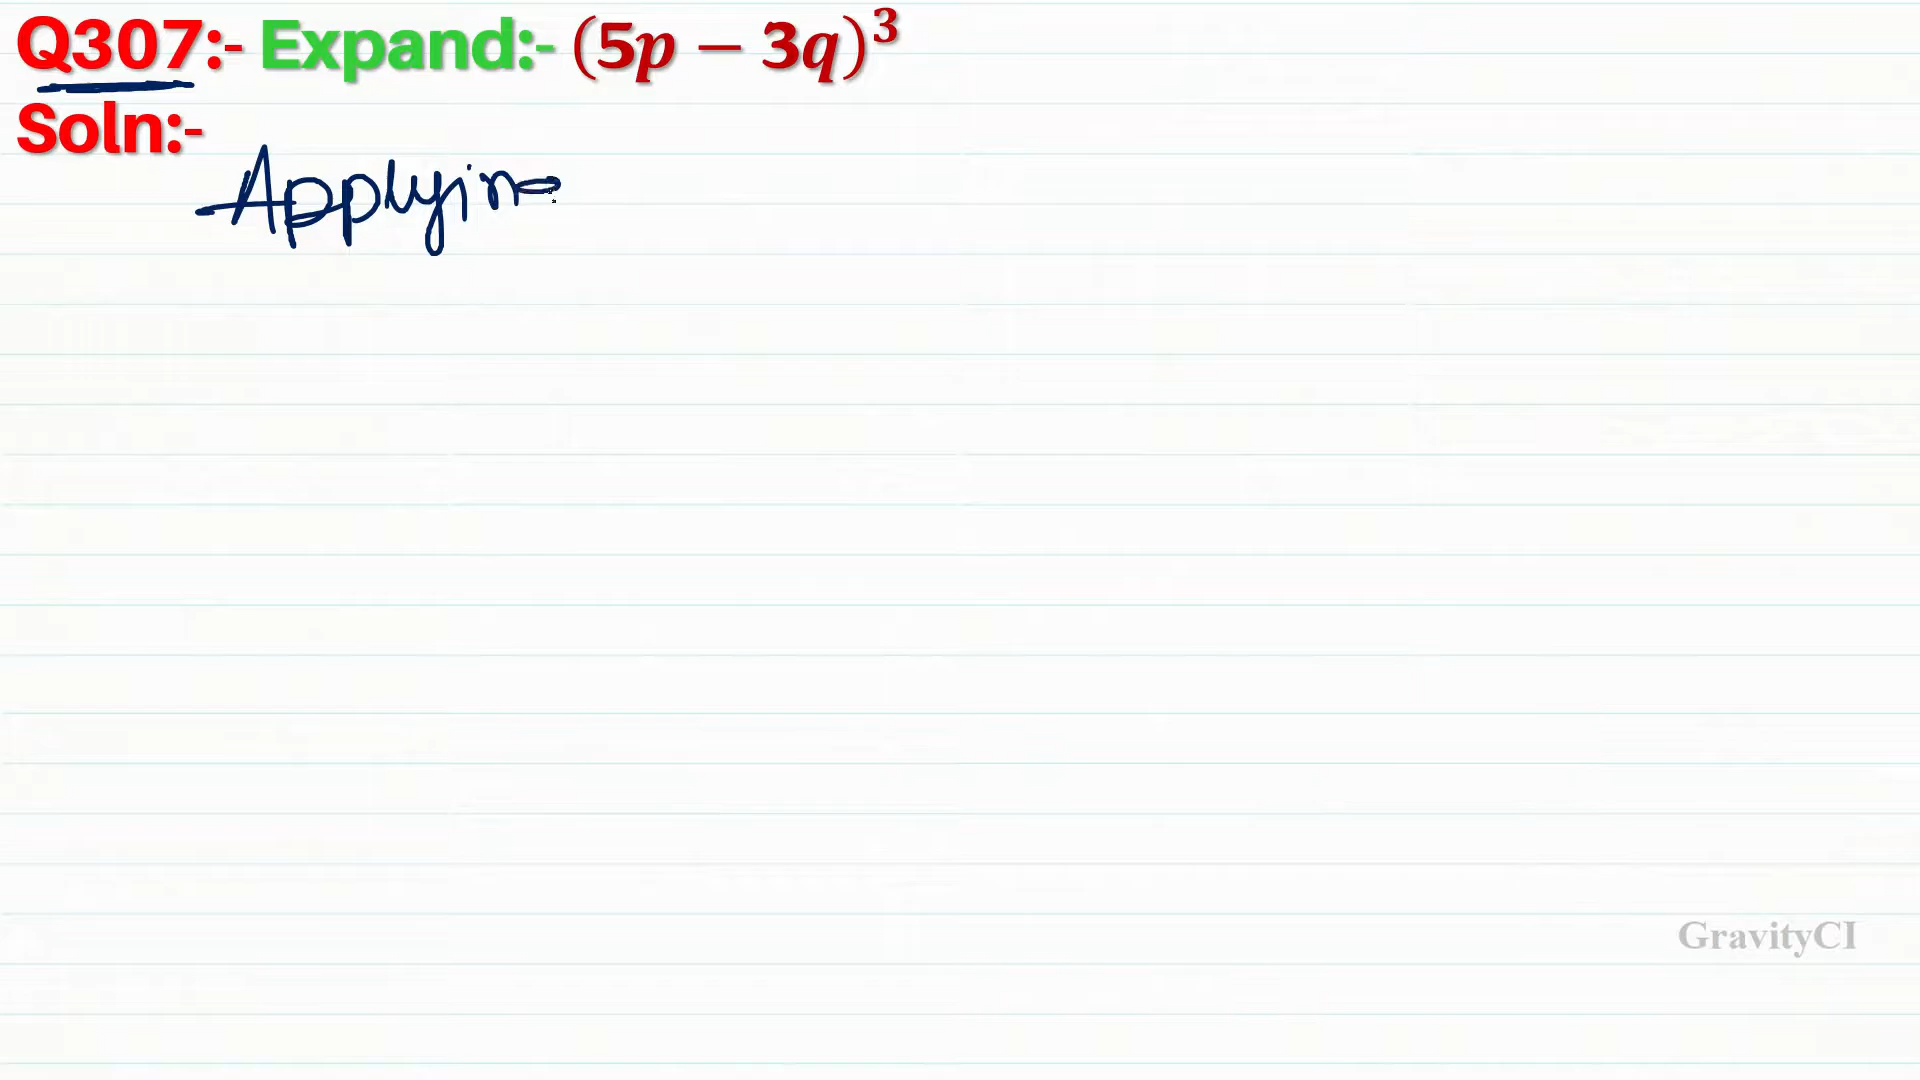 Q307:- Expand:- (5p − 3q)³
Soln:-
Applying
GravityCI